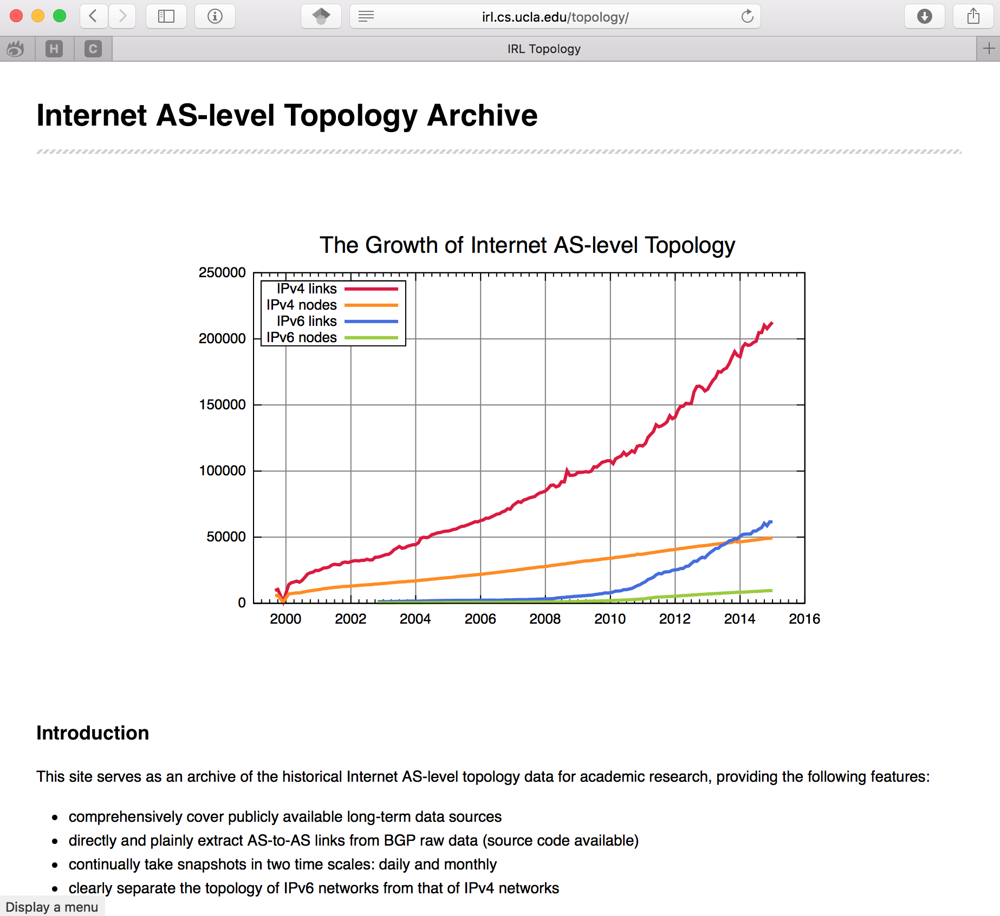 irl.cs.ucla.edu/topology/
H
C
IRL Topology
Internet AS-level Topology Archive
The Growth of Internet AS-level Topology
250000
200000
150000
100000
50000
0
IPv4 links
IPv4 nodes
IPv6 links
IPv6 nodes
2000 2002 2004 2006 2008 2010 2012 2014 2016
Introduction
This site serves as an archive of the historical Internet AS-level topology data for academic research, providing the following features:
• comprehensively cover publicly available long-term data sources
• directly and plainly extract AS-to-AS links from BGP raw data (source code available)
• continually take snapshots in two time scales: daily and monthly
• clearly separate the topology of IPv6 networks from that of IPv4 networks
Display a menu